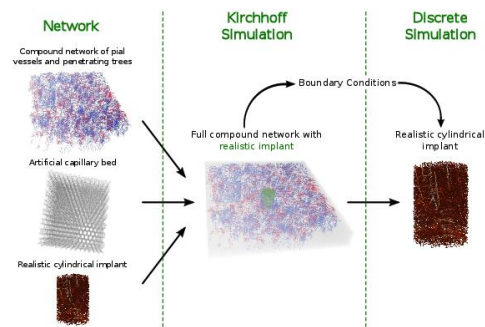 Network
Compound network of pial
vessels and penetrating trees
Artificial capillary bed
Realistic cylindrical implant
Kirchhoff
Simulation
Boundary Conditions
Full compound network with
realistic implant
Discrete
Simulation
Realistic cylindrical
implant